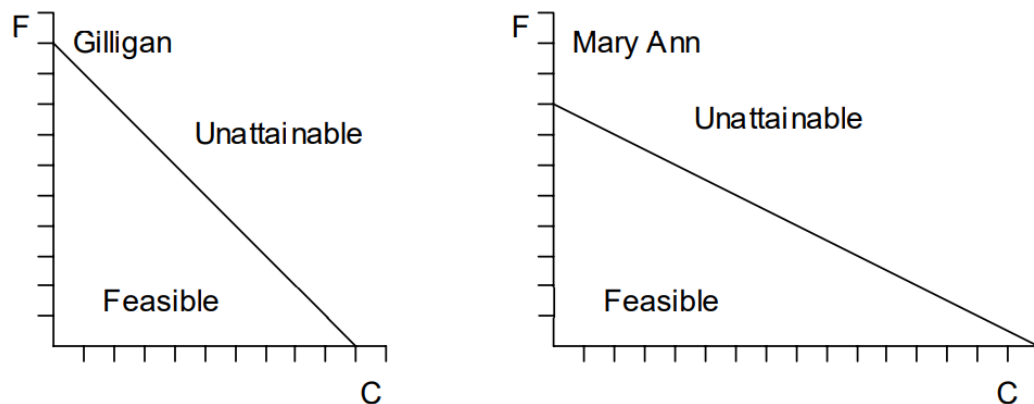 F
Gilligan
Unattainable
Feasible
C
F
Mary Ann
Unattainable
Feasible
C